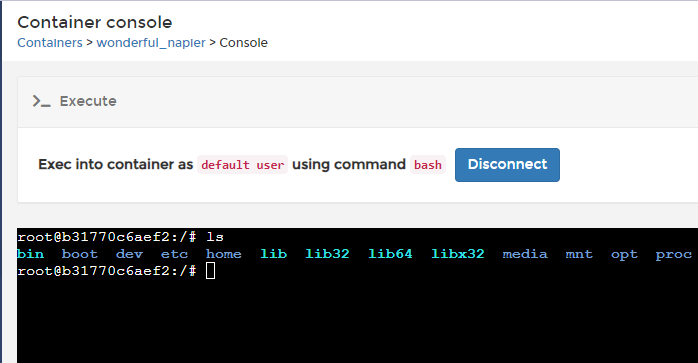 Container console
Containers > wonderful_napier > Console
Execute
Exec into container as default user using command bash Disconnect
root@b31770c6aef2:/# ls
bin boot dev etc home lib lib32 lib64 libx32 media mnt opt proc
root@b31770c6aef2:/#